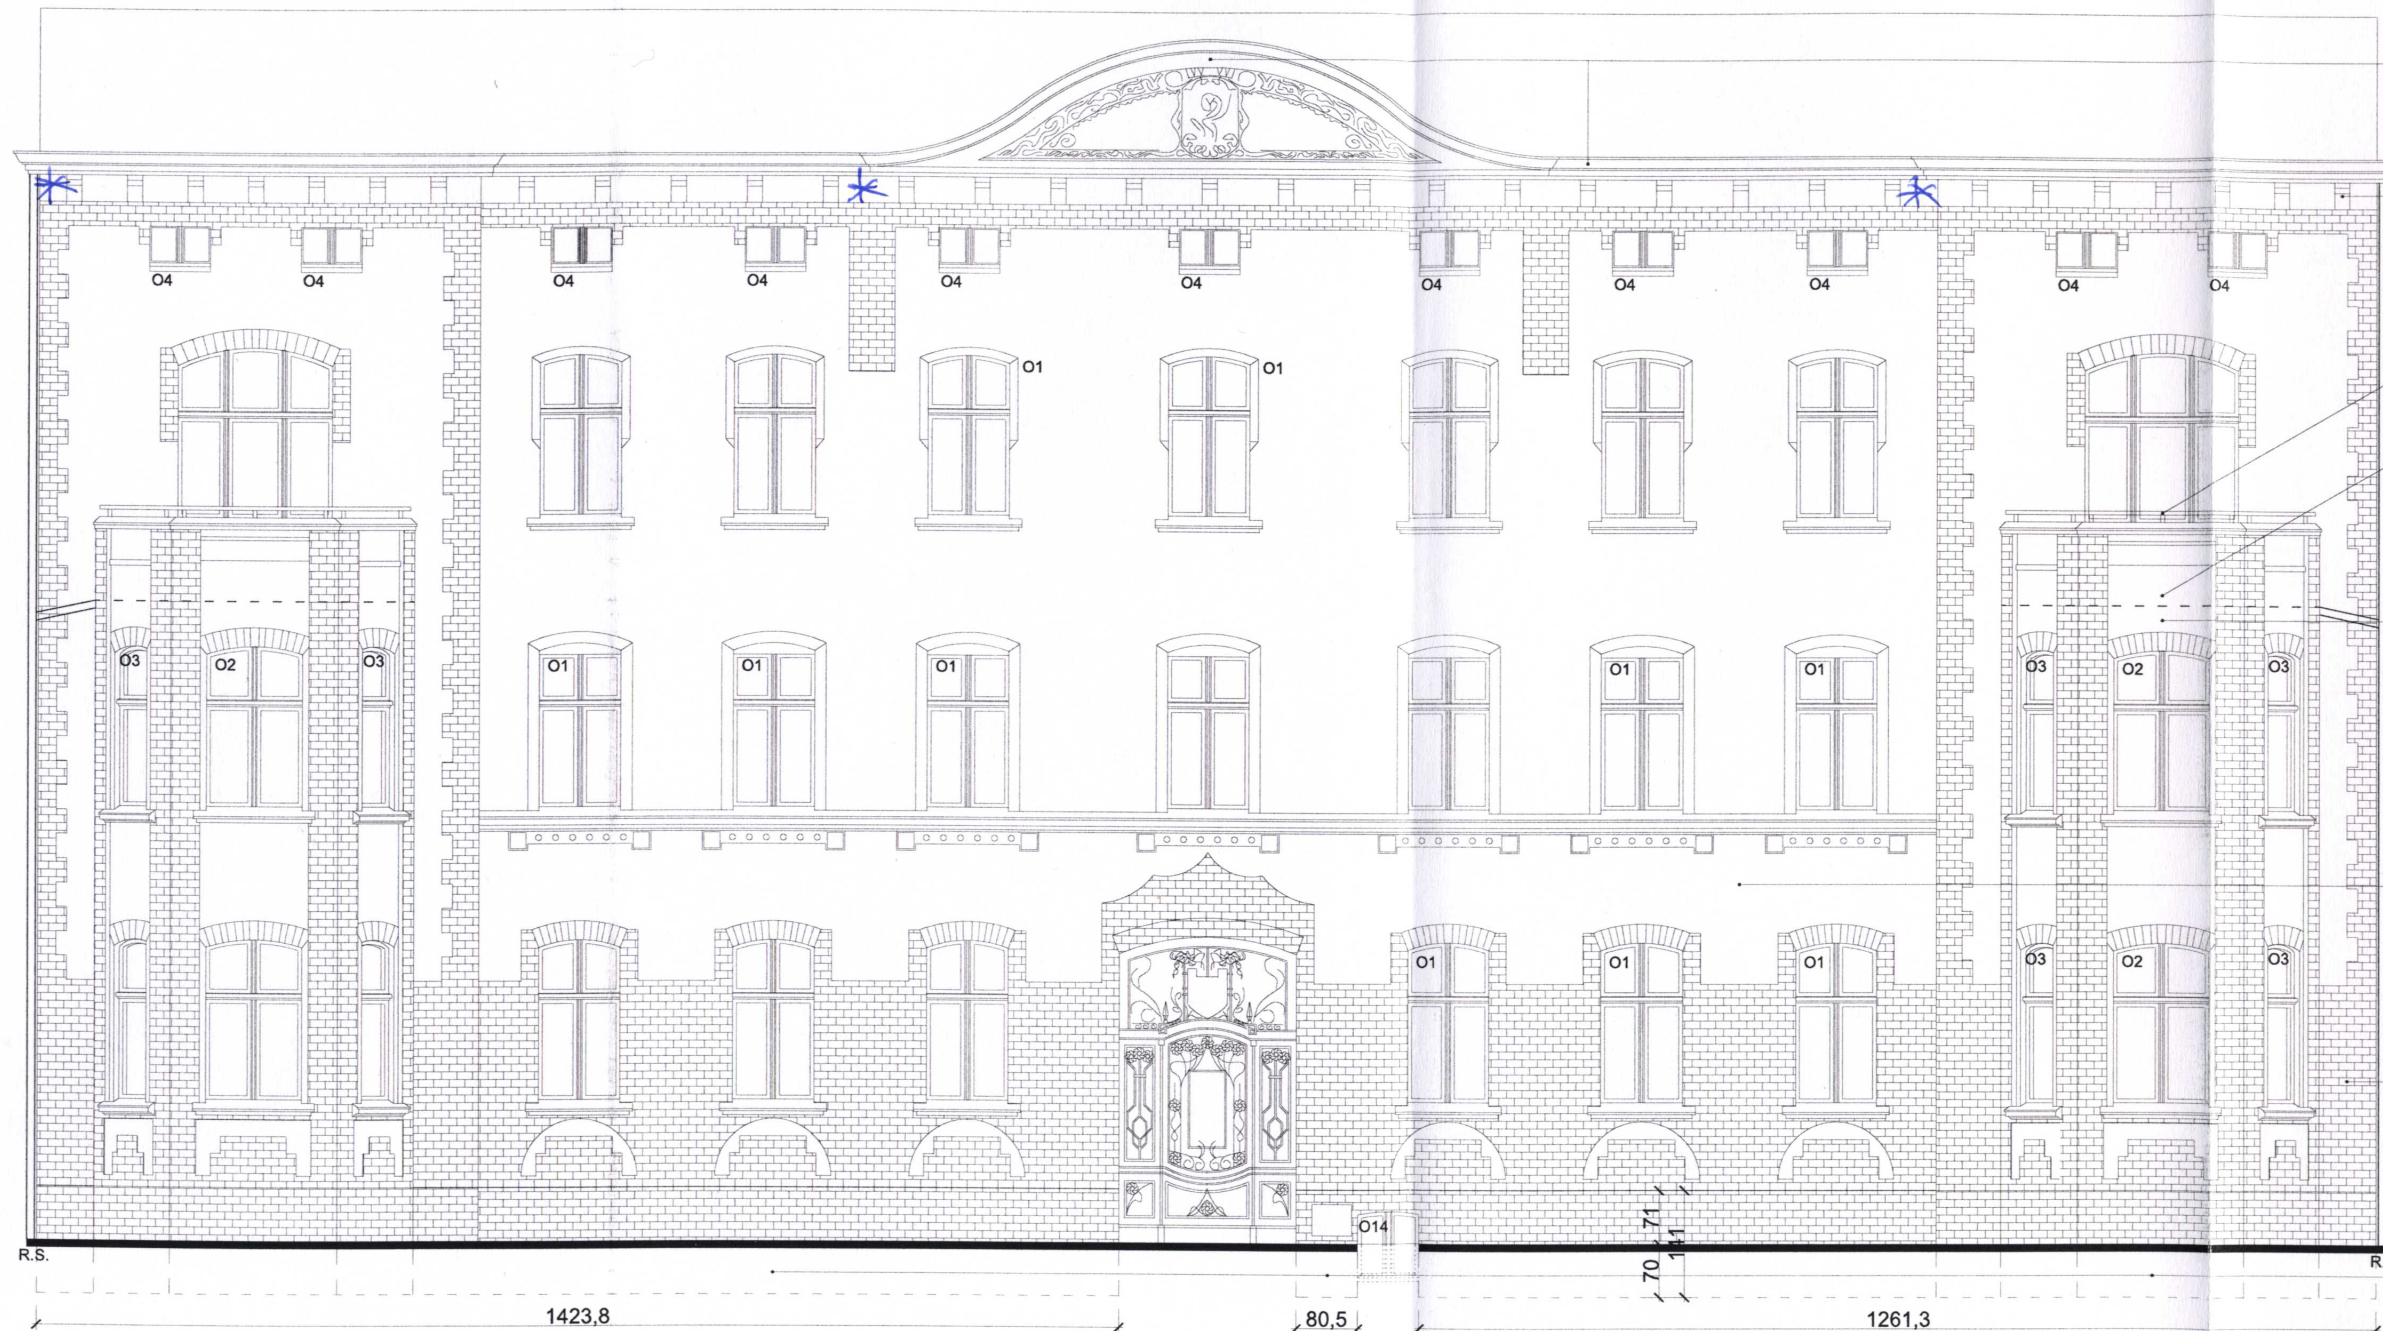 O4 O4 O4 O4 O4 O4 O4 O4 O4 O4 O4
O1 O1
O3 O2 O3 O1 O1 O1 O1 O1 O3 O2 O3
O1 O1 O1 O3 O2 O3
O14
71
141
70
R.S. R.
1423,8 80,5 1261,3